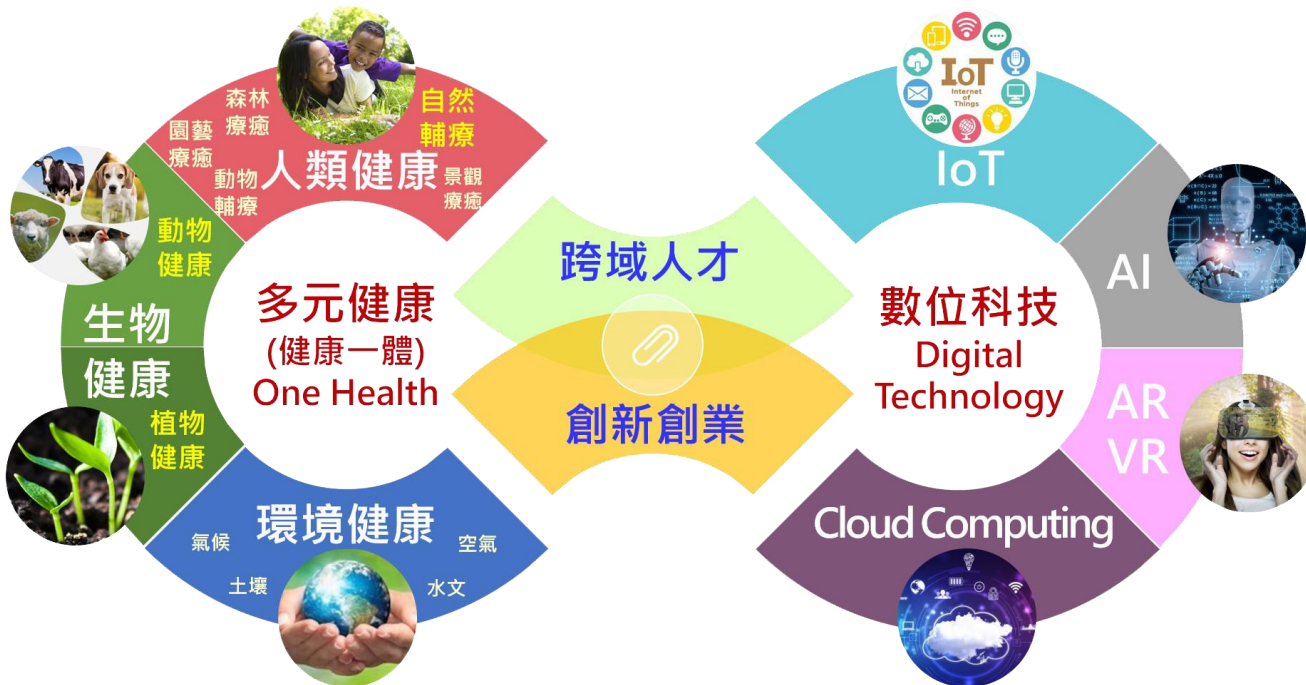 森林
療癒
自然
輔療
園藝
療癒
動物
輔療
人類健康
景觀
療癒
動物
健康
生物
健康
植物
健康
多元健康
(健康一體)
One Health
環境健康
氣候
空氣
土壤
水文
跨域人才
創新創業
IoT
Internet
of
Things
IoT
AI
數位科技
Digital
Technology
AR
VR
Cloud Computing